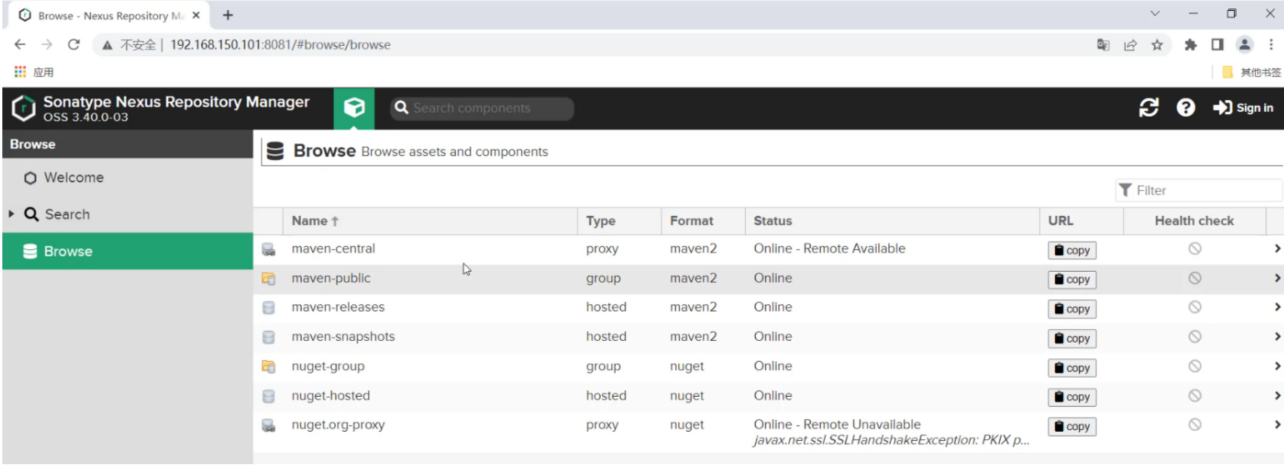 Browse - Nexus Repository Ma
不安全 | 192.168.150.101:8081/#browse/browse
应用
其他书签
Sonatype Nexus Repository Manager
OSS 3.40.0-03
Search components
Sign in
Browse
Welcome
Search
Browse
Browse Browse assets and components
Filter
Name ↑ Type Format Status URL Health check
maven-central proxy maven2 Online - Remote Available copy
maven-public group maven2 Online copy
maven-releases hosted maven2 Online copy
maven-snapshots hosted maven2 Online copy
nuget-group group nuget Online copy
nuget-hosted hosted nuget Online copy
nuget.org-proxy proxy nuget Online - Remote Unavailable copy
javax.net.ssl.SSLHandshakeException: PKIX p...